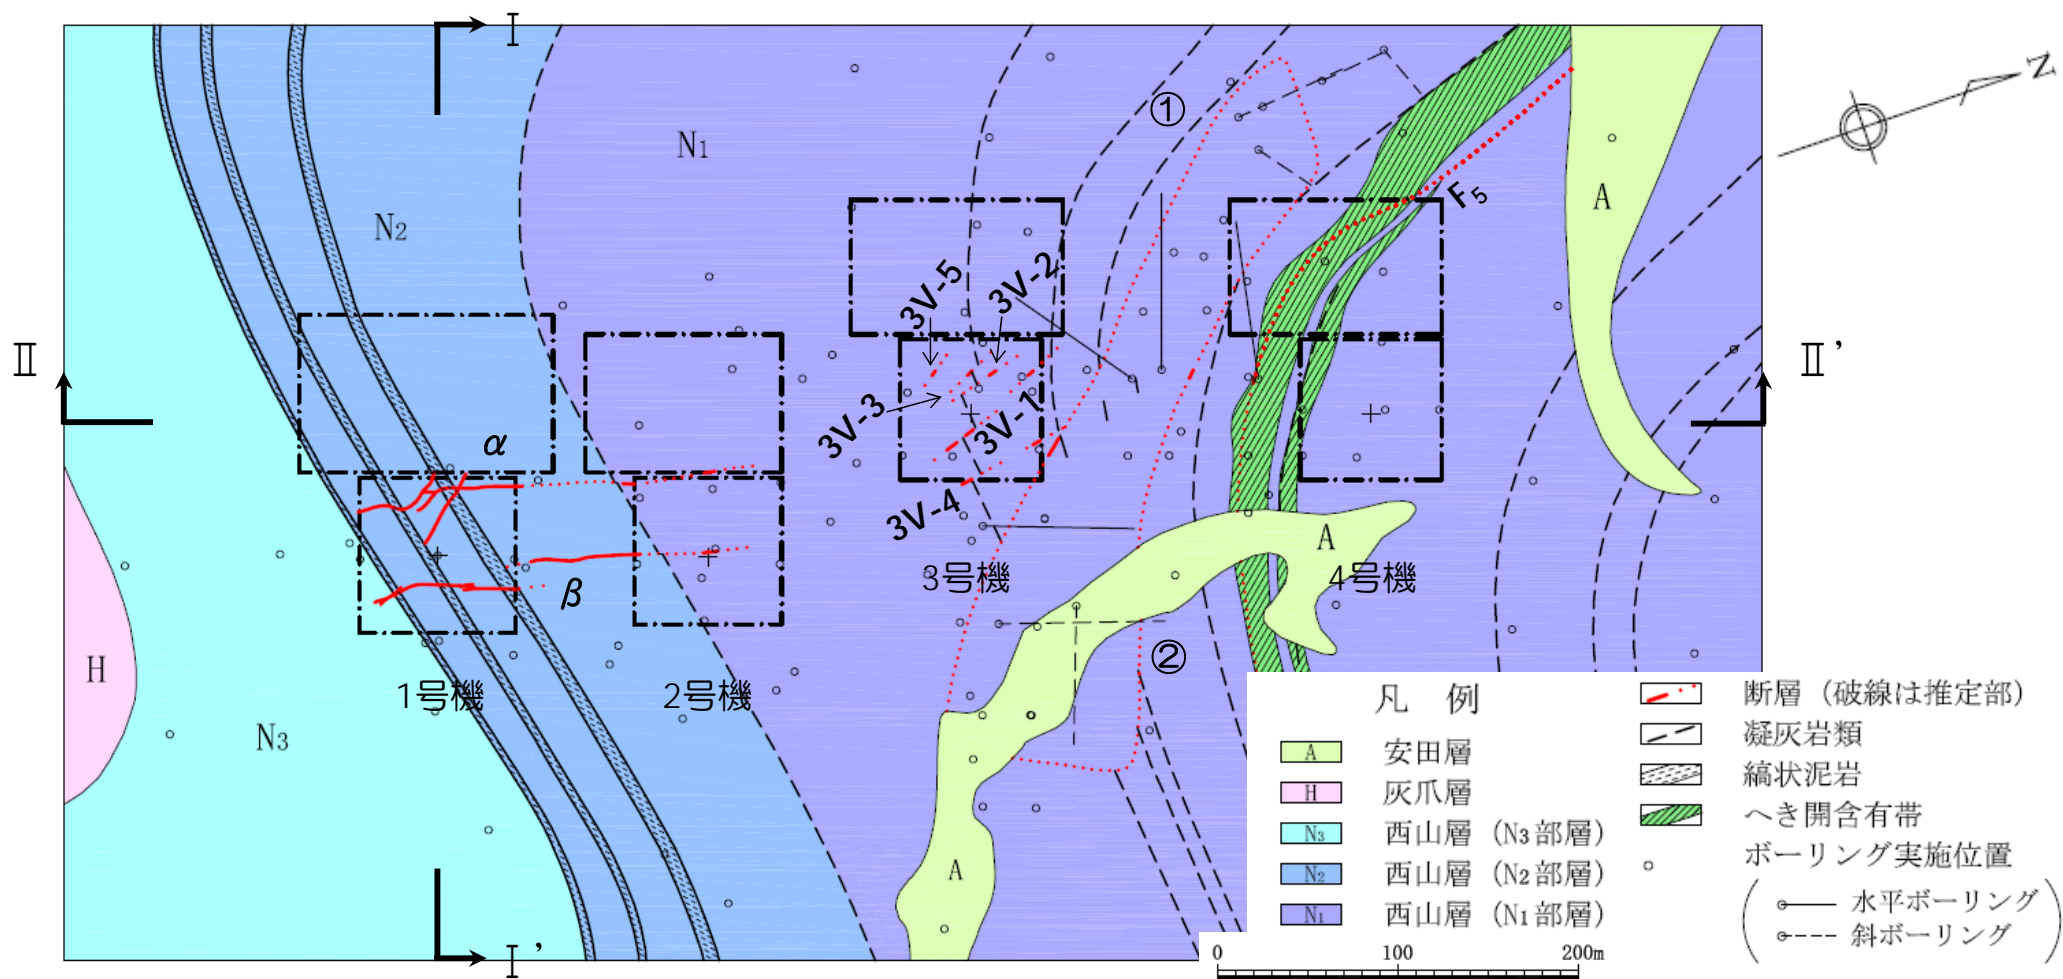 Ⅰ
N
①
N₁
A
F₅
N₂
3V-5
3V-2
Ⅱ
Ⅱ’
3V-3
3V-1
α
3V-4
A
β
3号機
4号機
H
②
1号機
2号機
N₃
A
Ⅰ’
凡 例
A 安田層
H 灰爪層
N₃ 西山層（N₃部層）
N₂ 西山層（N₂部層）
N₁ 西山層（N₁部層）
断層（破線は推定部）
凝灰岩類
縞状泥岩
へき開含有帯
ボーリング実施位置
水平ボーリング
斜ボーリング
0 100 200m